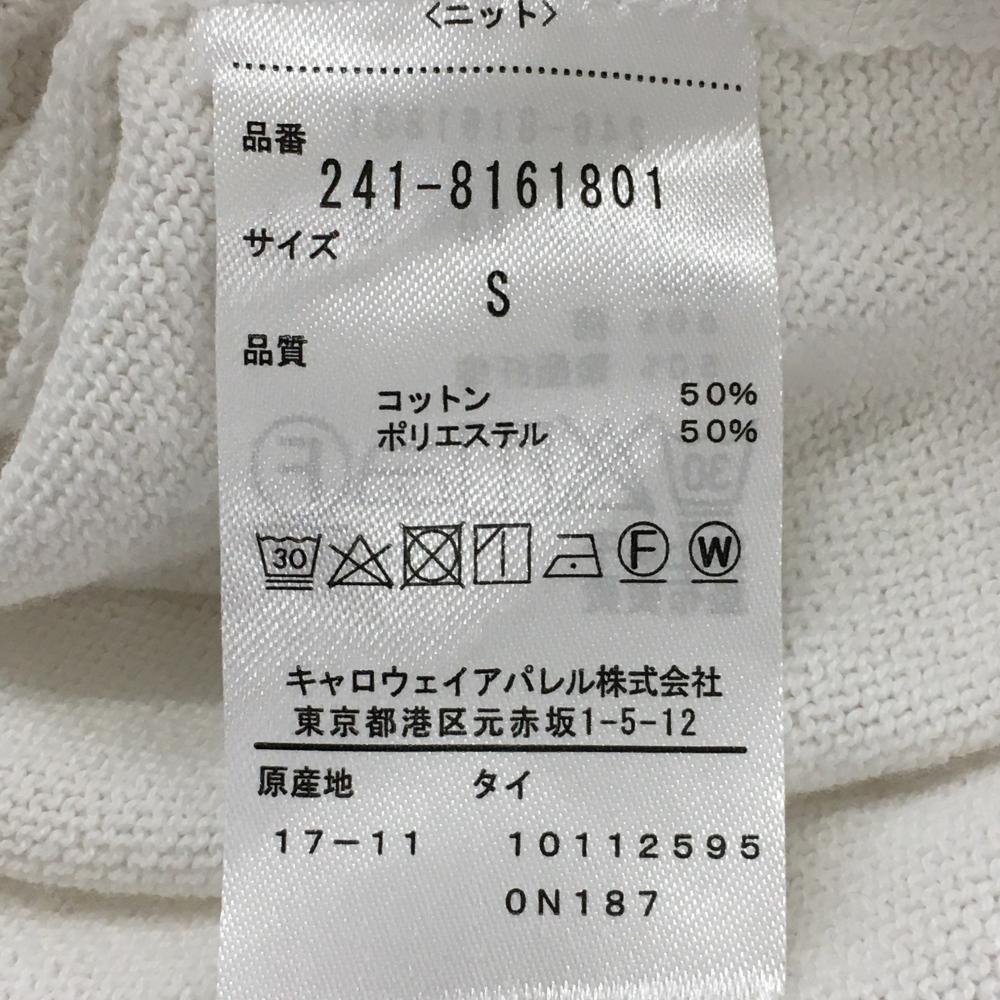 <ニット>
品番
241-8161801
サイズ
S
品質
コットン 50%
ポリエステル 50%
30 F W
キャロウェイアパレル株式会社
東京都港区元赤坂1-5-12
原産地 タイ
17-11 10112595
0N187